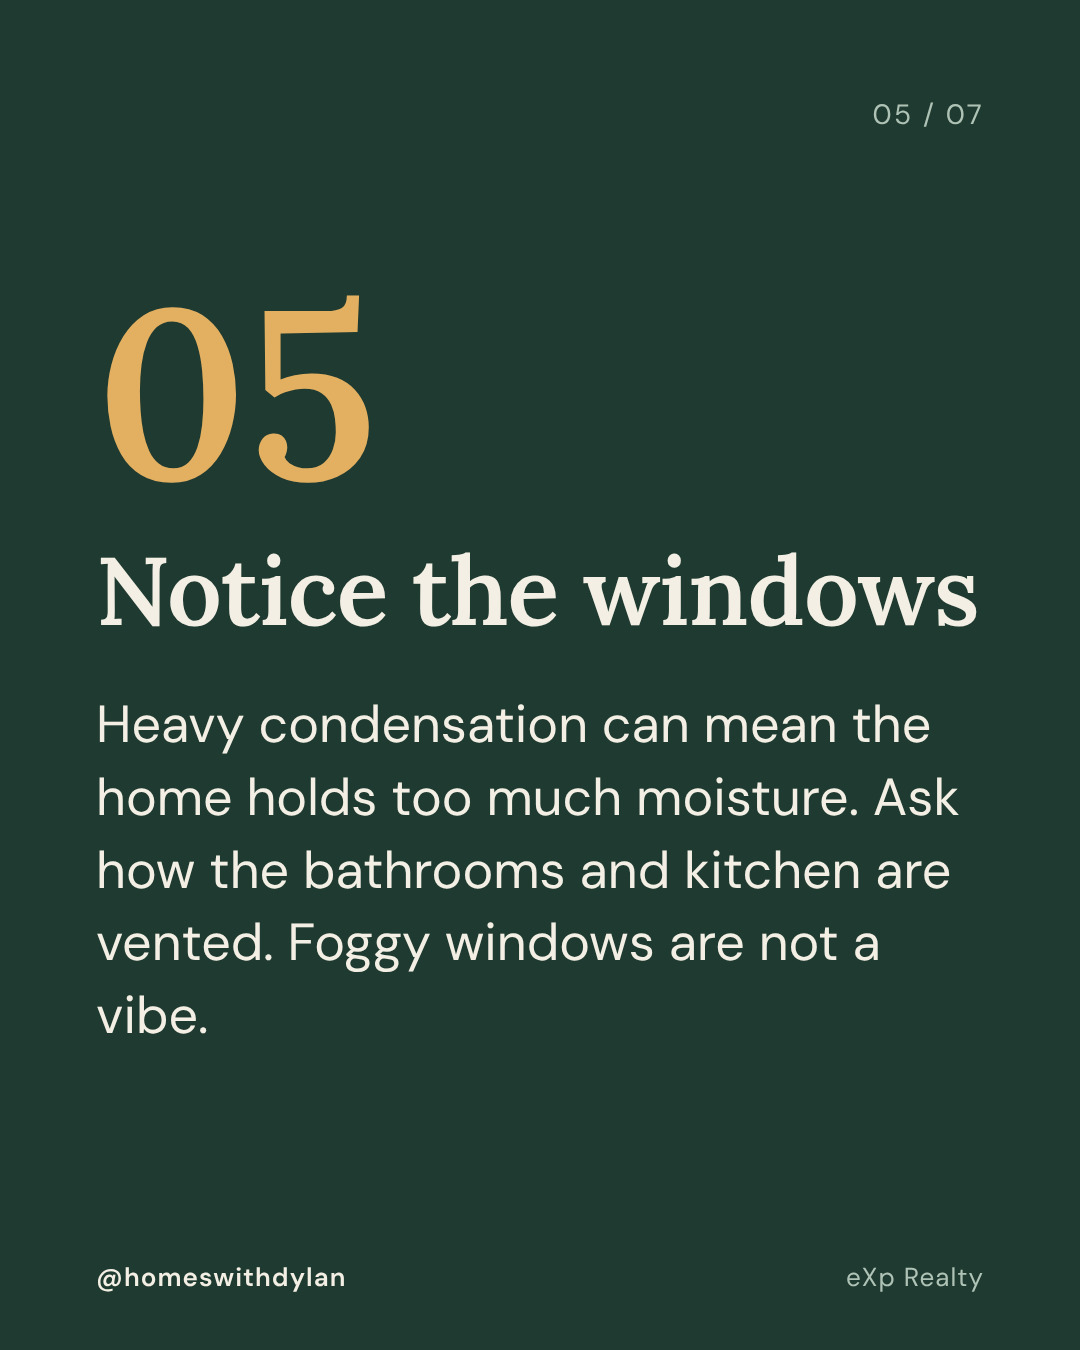 05 / 07
05
Notice the windows
Heavy condensation can mean the
home holds too much moisture. Ask
how the bathrooms and kitchen are
vented. Foggy windows are not a
vibe.
@homeswithdylan
eXp Realty